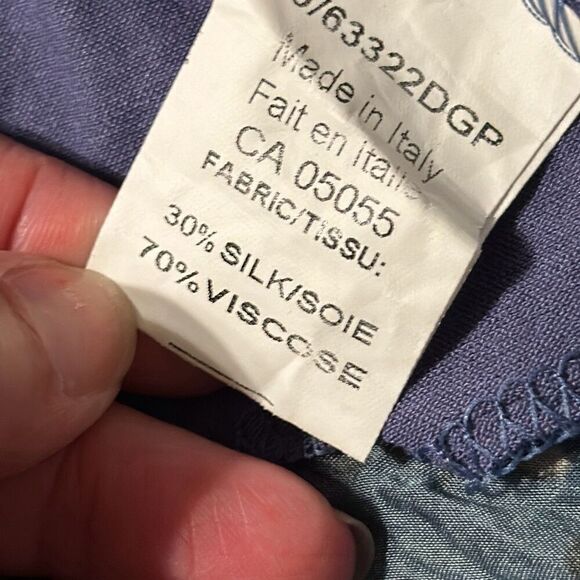 /63322DGP
Made in Italy
Fait en Italie
CA 05055
FABRIC/TISSU:
30% SILK/SOIE
70%VISCOSE